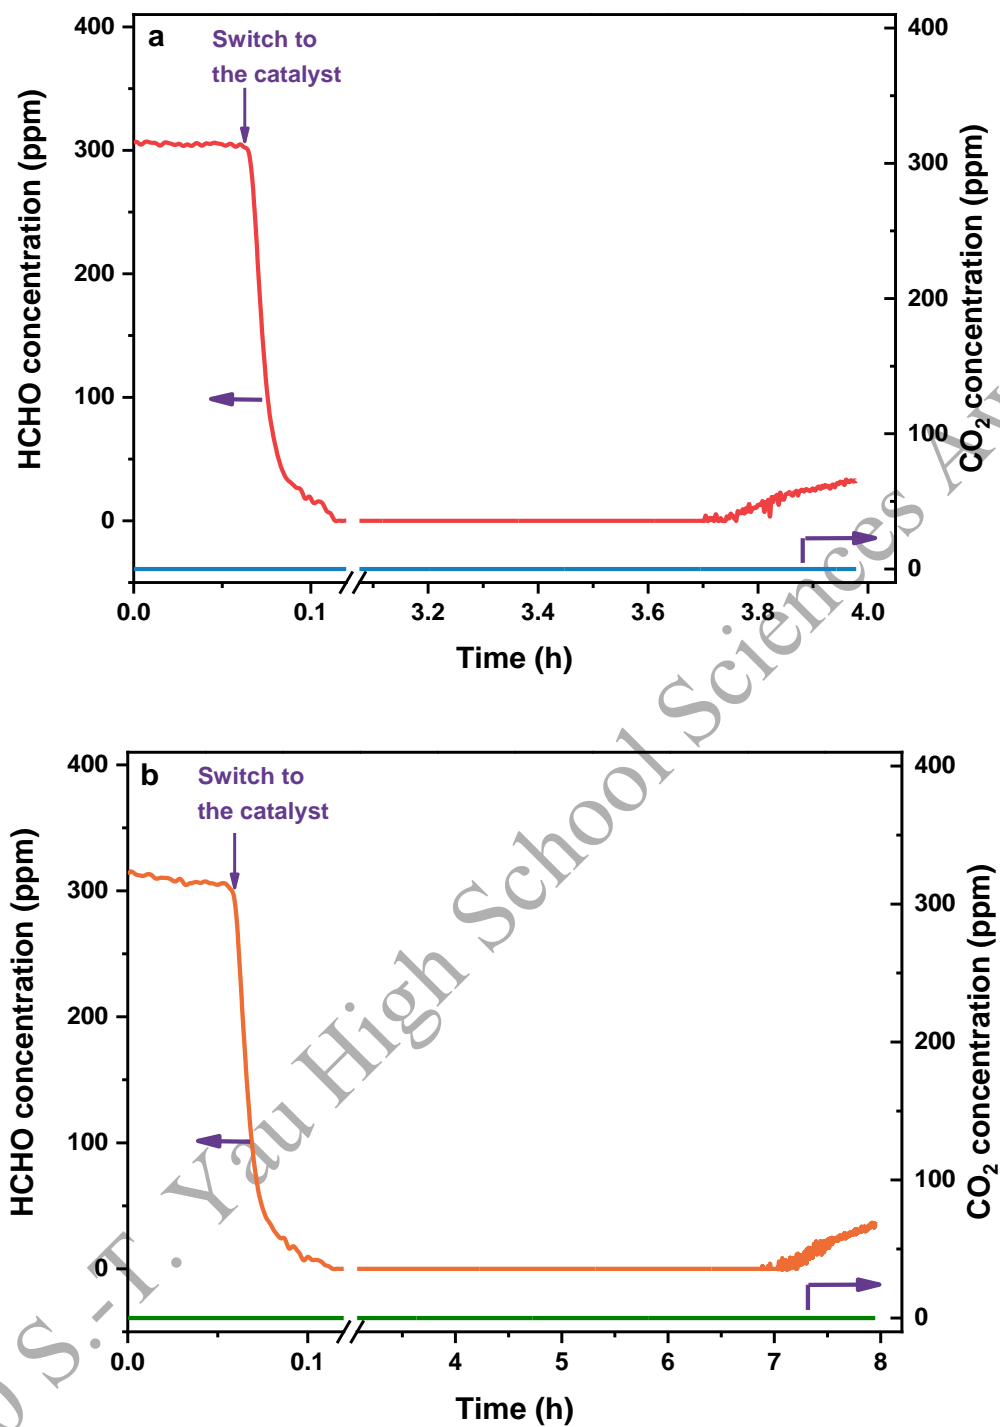 a
Switch to
the catalyst
400
300
200
100
0
HCHO concentration (ppm)
400
300
200
100
0
CO2 concentration (ppm)
0.0 0.1 3.2 3.4 3.6 3.8 4.0
Time (h)
b
Switch to
the catalyst
400
300
200
100
0
HCHO concentration (ppm)
400
300
200
100
0
CO2 concentration (ppm)
0.0 0.1 4 5 6 7 8
Time (h)
S.-T. Yau High School Sciences